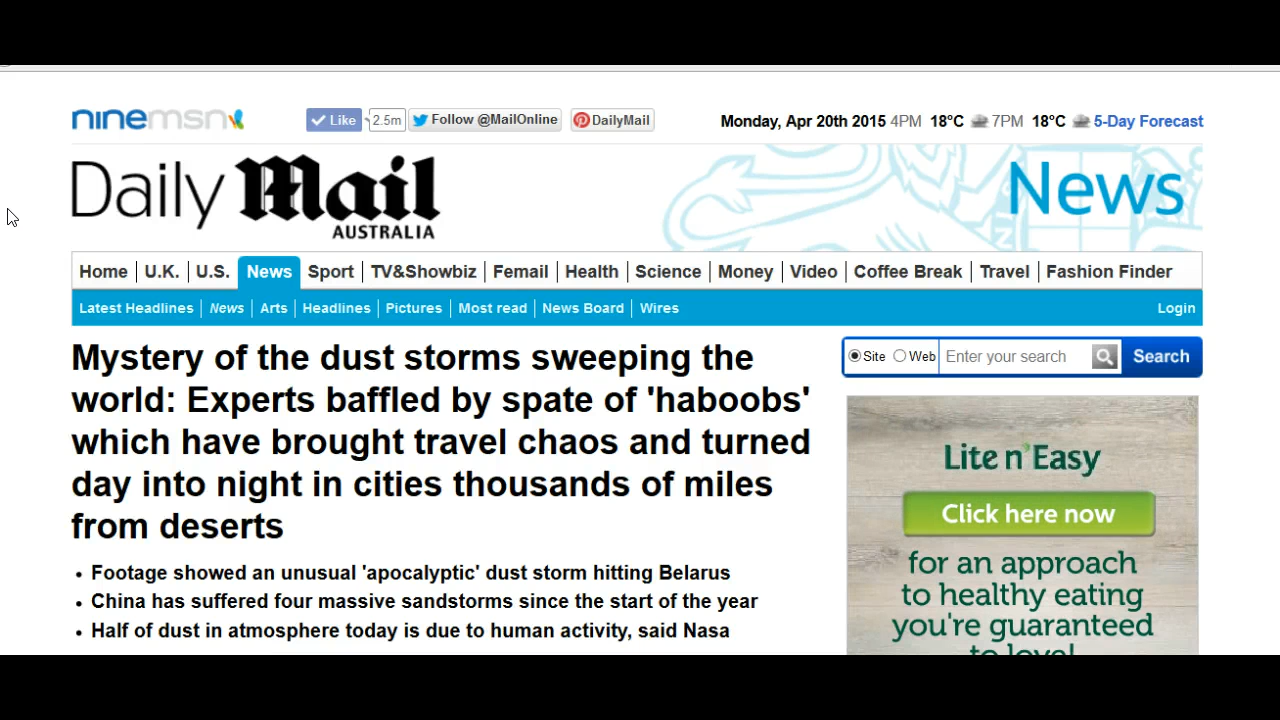 ninemsn
Like 2.5m Follow @MailOnline DailyMail
Monday, Apr 20th 2015 4PM 18°C 7PM 18°C 5-Day Forecast
Daily Mail
AUSTRALIA
News
Home U.K. U.S. News Sport TV&Showbiz Femail Health Science Money Video Coffee Break Travel Fashion Finder
Latest Headlines News Arts Headlines Pictures Most read News Board Wires Login
Mystery of the dust storms sweeping the
world: Experts baffled by spate of 'haboobs'
which have brought travel chaos and turned
day into night in cities thousands of miles
from deserts
• Footage showed an unusual 'apocalyptic' dust storm hitting Belarus
• China has suffered four massive sandstorms since the start of the year
• Half of dust in atmosphere today is due to human activity, said Nasa
Site Web Enter your search Search
Lite n' Easy
Click here now
for an approach
to healthy eating
you're guaranteed
to love!